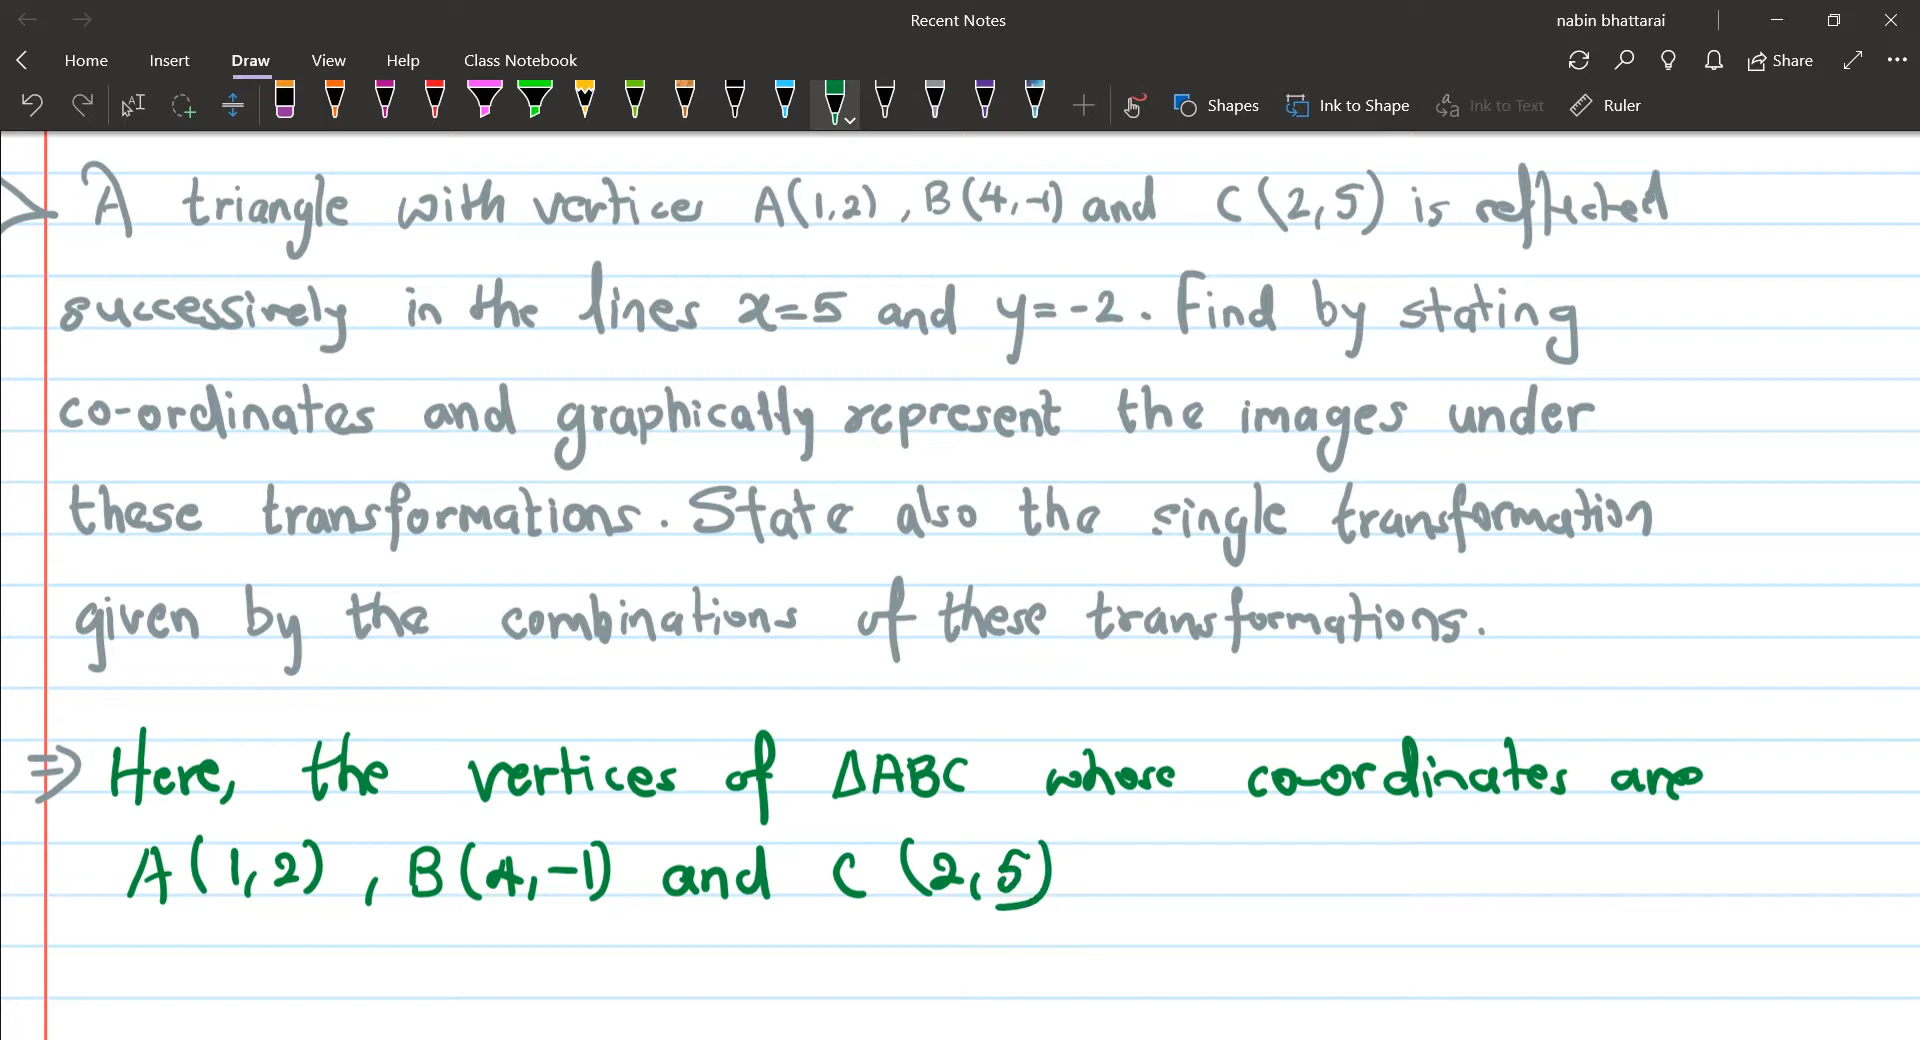 Recent Notes
nabin bhattarai
Home Insert Draw View Help Class Notebook
Share
Shapes Ink to Shape Ink to Text Ruler
A triangle with vertices A(1,2), B(4,-1) and C(2,5) is reflected
successively in the lines x=5 and y=-2. Find by stating
co-ordinates and graphically represent the images under
these transformations. State also the single transformation
given by the combinations of these transformations.
⇒ Here, the vertices of ΔABC whose co-ordinates are
A(1,2), B(4,-1) and C(2,5)